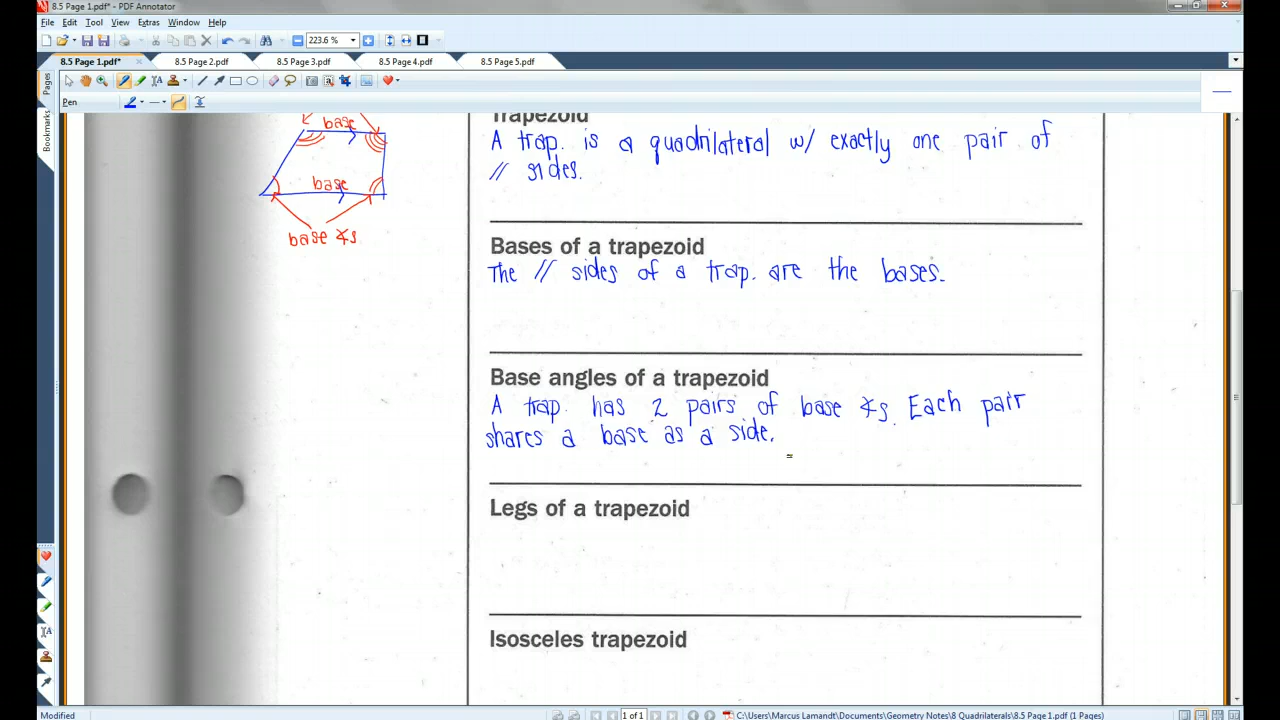 8.5 Page 1.pdf* - PDF Annotator
File Edit Tool View Extras Window Help
223.6 %
8.5 Page 1.pdf* 8.5 Page 2.pdf 8.5 Page 3.pdf 8.5 Page 4.pdf 8.5 Page 5.pdf
Pen
Pages
Bookmarks
base
base
base ∢s
Trapezoid
A trap. is a quadrilateral w/ exactly one pair of
// sides.
Bases of a trapezoid
The // sides of a trap. are the bases.
Base angles of a trapezoid
A trap. has 2 pairs of base ∢s. Each pair
shares a base as a side.
Legs of a trapezoid
Isosceles trapezoid
Modified 1 of 1 C:\Users\Marcus Lamandt\Documents\Geometry Notes\8 Quadrilaterals\8.5 Page 1.pdf (1 Pages)